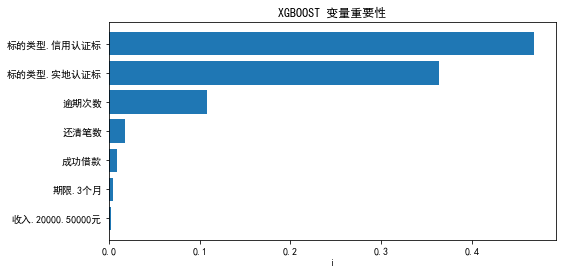 XGBOOST 变量重要性
标的类型.信用认证标
标的类型.实地认证标
逾期次数
还清笔数
成功借款
期限.3个月
收入.20000.50000元
0.0 0.1 0.2 0.3 0.4
i